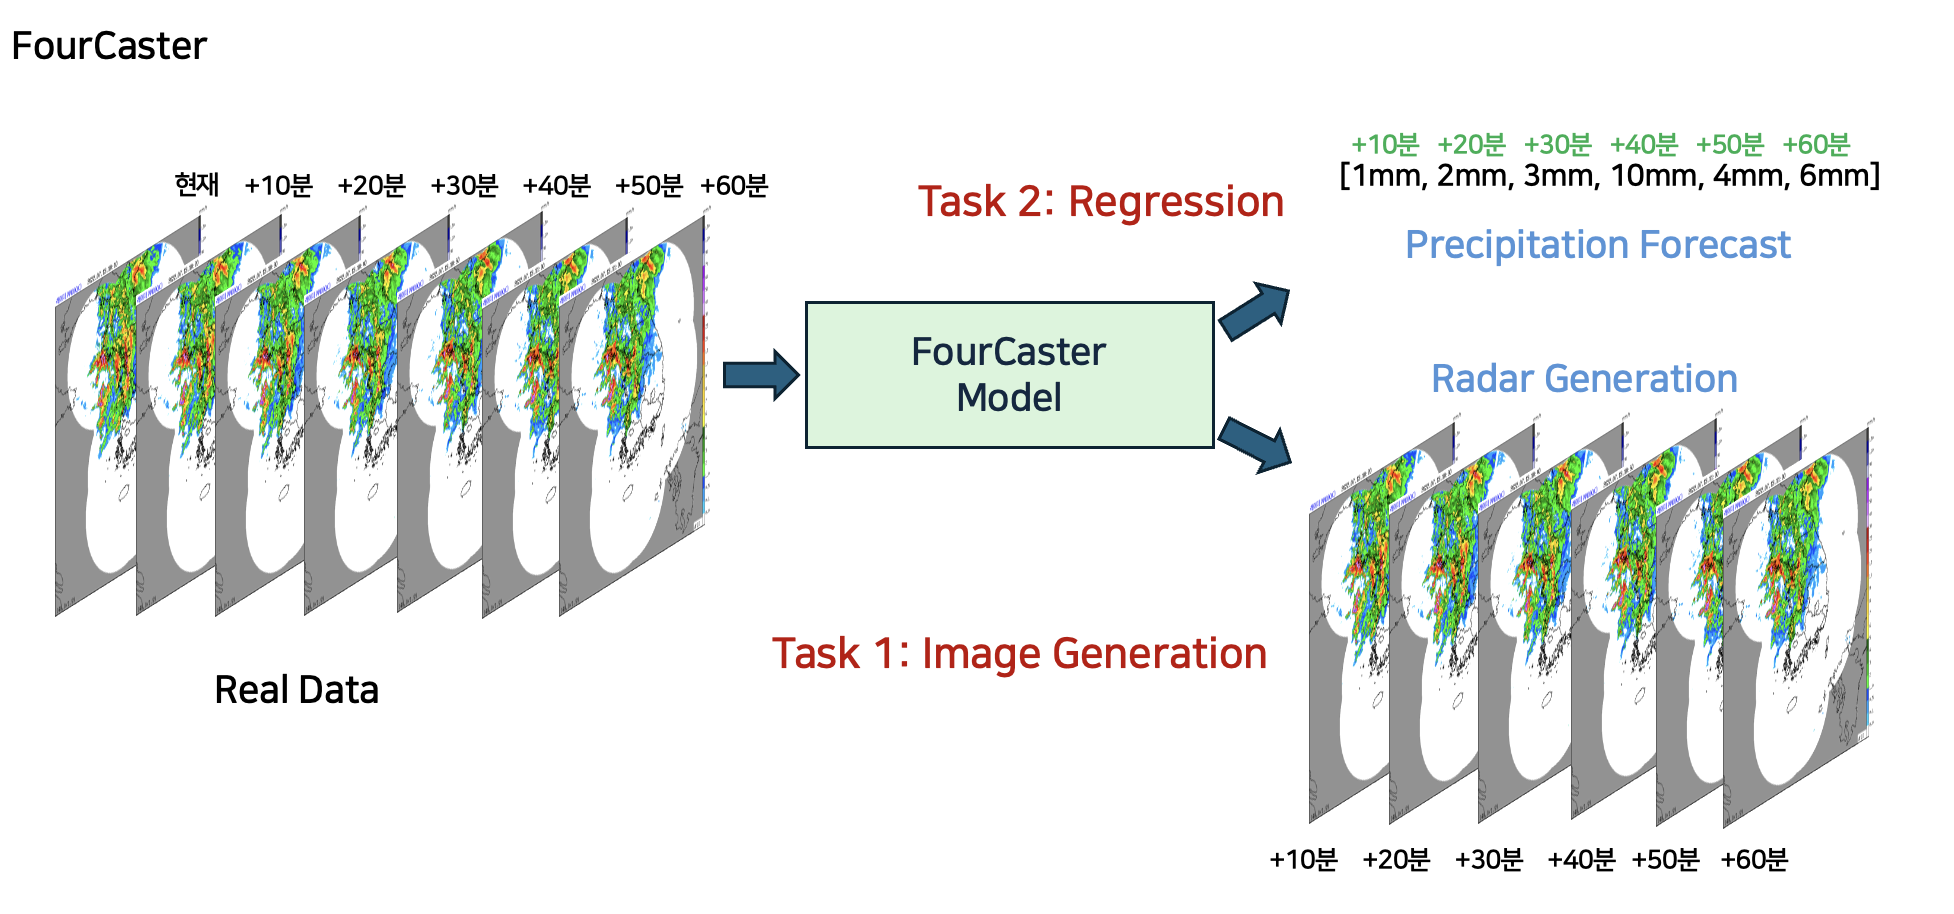 FourCaster
현재 +10분 +20분 +30분 +40분 +50분 +60분
Real Data
FourCaster
Model
Task 2: Regression
+10분 +20분 +30분 +40분 +50분 +60분
[1mm, 2mm, 3mm, 10mm, 4mm, 6mm]
Precipitation Forecast
Task 1: Image Generation
Radar Generation
+10분 +20분 +30분 +40분 +50분 +60분